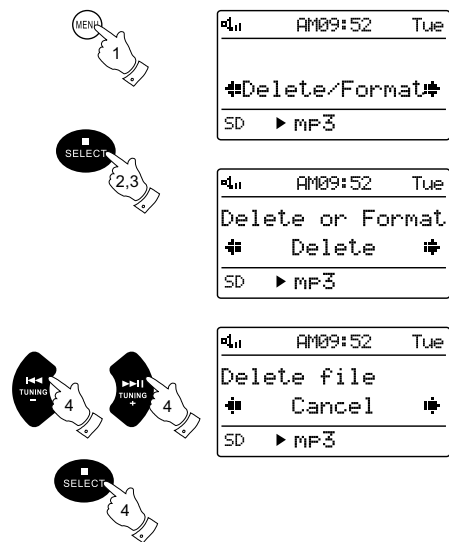 MENU
1
AM09:52 Tue
Delete/Format
SD mp3
SELECT
2,3
AM09:52 Tue
Delete or Format
Delete
SD mp3
TUNING
−
4
TUNING
+
4
AM09:52 Tue
Delete file
Cancel
SD mp3
SELECT
4